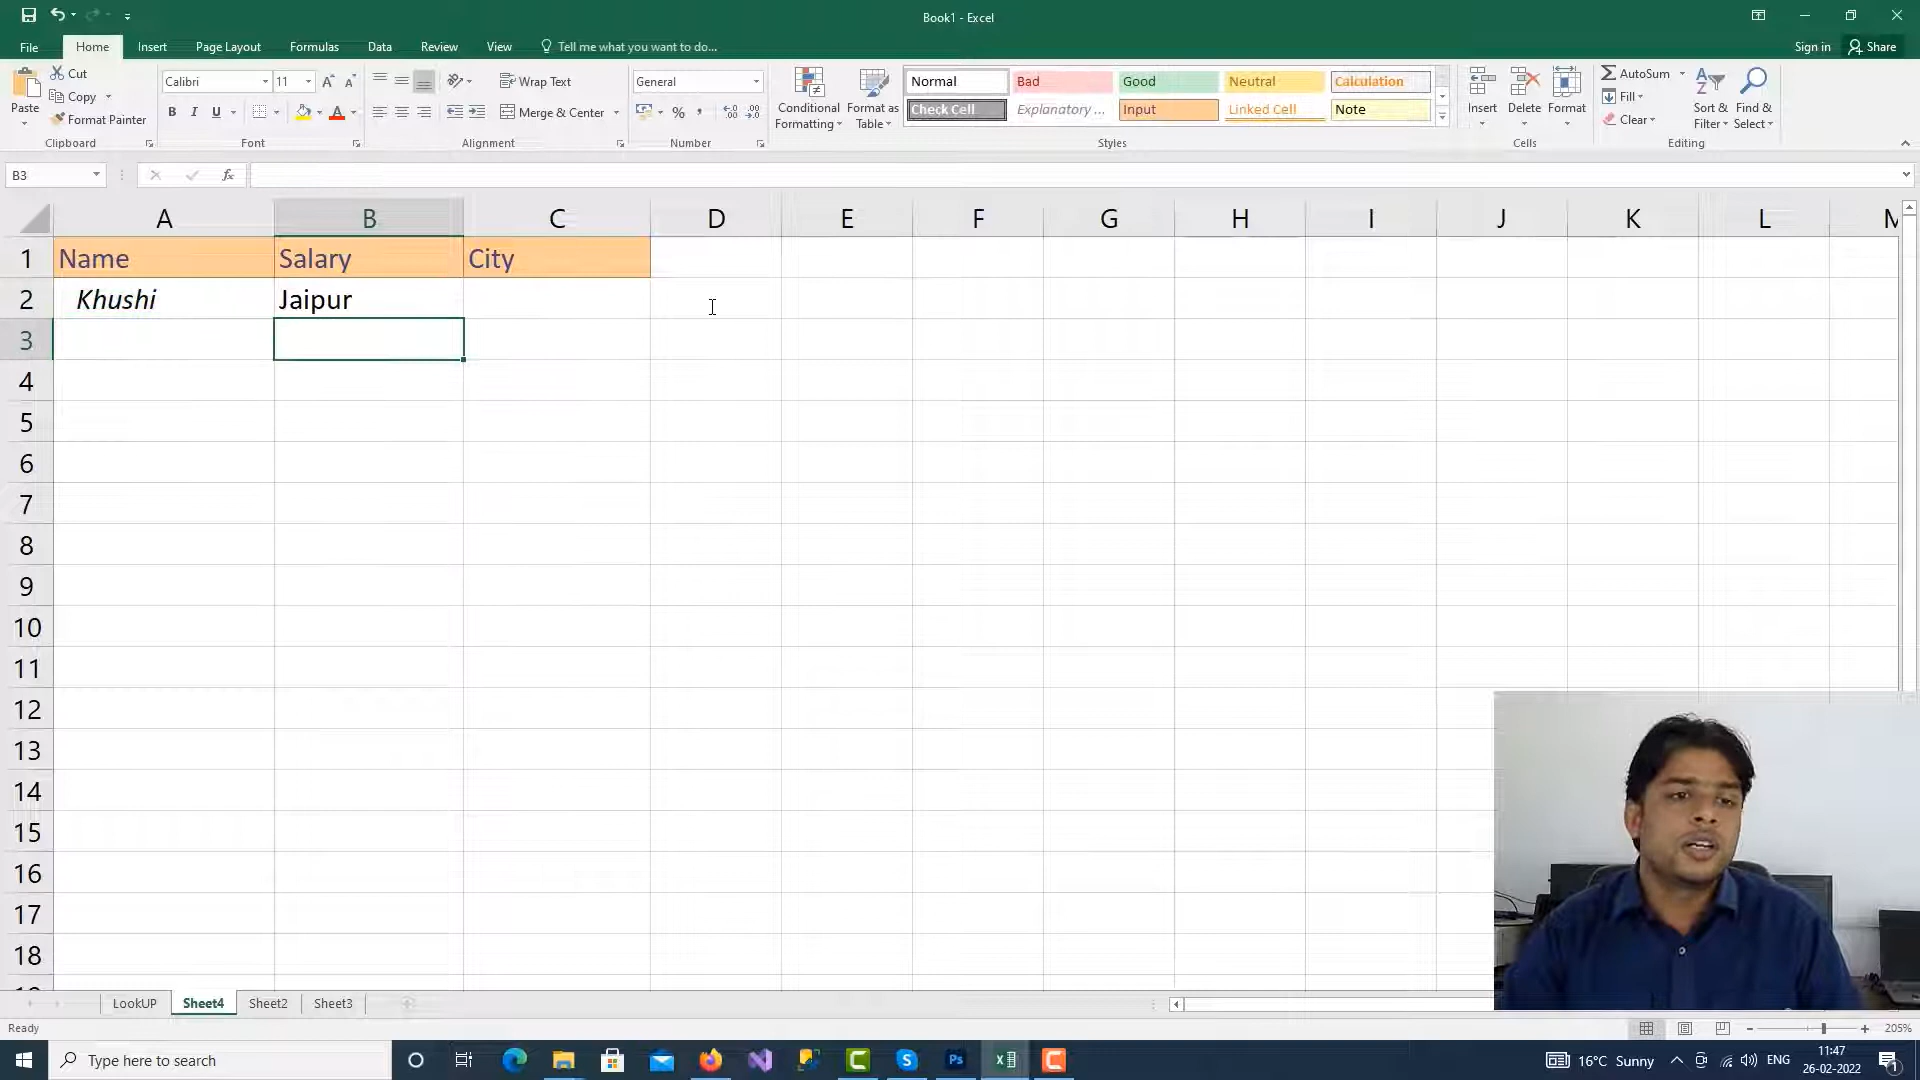 Book1 - Excel
File Home Insert Page Layout Formulas Data Review View Tell me what you want to do... Sign in Share
Paste
Cut
Copy
Format Painter
Clipboard
Calibri 11
B I U
Font
Wrap Text
Merge & Center
Alignment
General
Number
Conditional Formatting
Format as Table
Normal Bad Good Neutral Calculation
Check Cell Explanatory ... Input Linked Cell Note
Styles
Insert Delete Format
Cells
AutoSum
Fill
Clear
Sort & Filter
Find & Select
Editing
B3
fx
A B C D E F G H I J K L M
1 Name Salary City
2 Khushi Jaipur
3
4
5
6
7
8
9
10
11
12
13
14
15
16
17
18
LookUP Sheet4 Sheet2 Sheet3
Ready
205%
Type here to search
16°C Sunny
ENG
11:47
26-02-2022